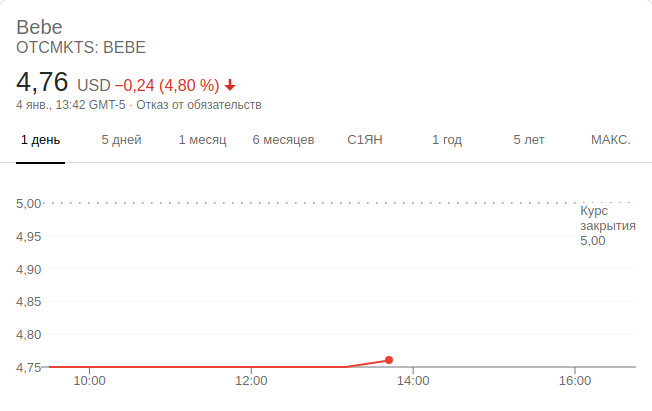 Bebe
OTCMKTS: BEBE
4,76 USD −0,24 (4,80 %)
4 янв., 13:42 GMT-5 · Отказ от обязательств
1 день 5 дней 1 месяц 6 месяцев С1ЯН 1 год 5 лет МАКС.
5,00
Курс
закрытия
5,00
4,95
4,90
4,85
4,80
4,75
10:00 12:00 14:00 16:00